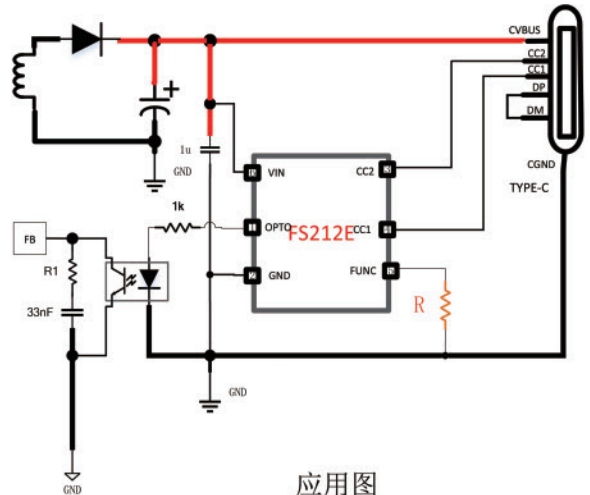 CVBUS
CC2
CC1
DP
DM
CGND
TYPE-C
+
1u
GND
GND
VIN
CC2
1k
OPTO
FS212E
CC1
FB
GND
FUNC
R1
R
33nF
GND
GND
应用图